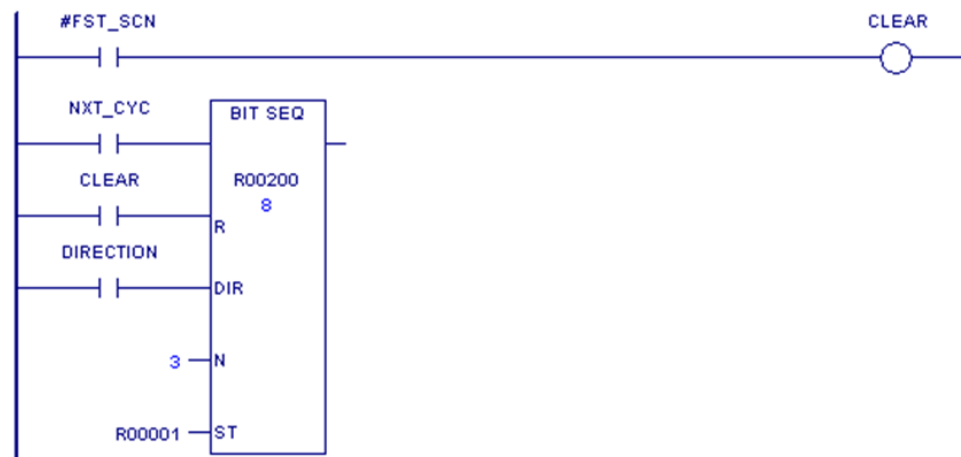 #FST_SCN CLEAR
NXT_CYC BIT SEQ
CLEAR R00200
8
R
DIRECTION
DIR
3 N
R00001 ST